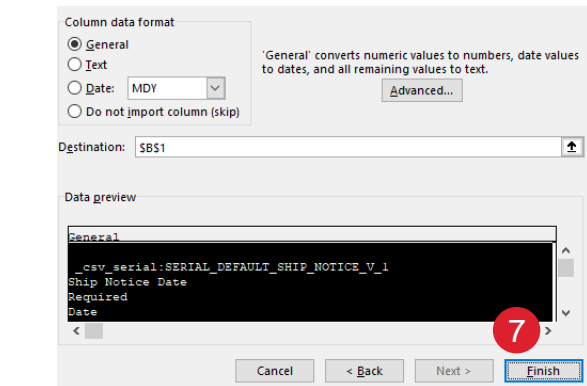 Column data format
General
Text
Date: MDY
Do not import column (skip)
'General' converts numeric values to numbers, date values
to dates, and all remaining values to text.
Advanced...
Destination: $B$1
Data preview
General
_csv_serial:SERIAL_DEFAULT_SHIP_NOTICE_V_1
Ship Notice Date
Required
Date
7
Cancel < Back Next > Finish